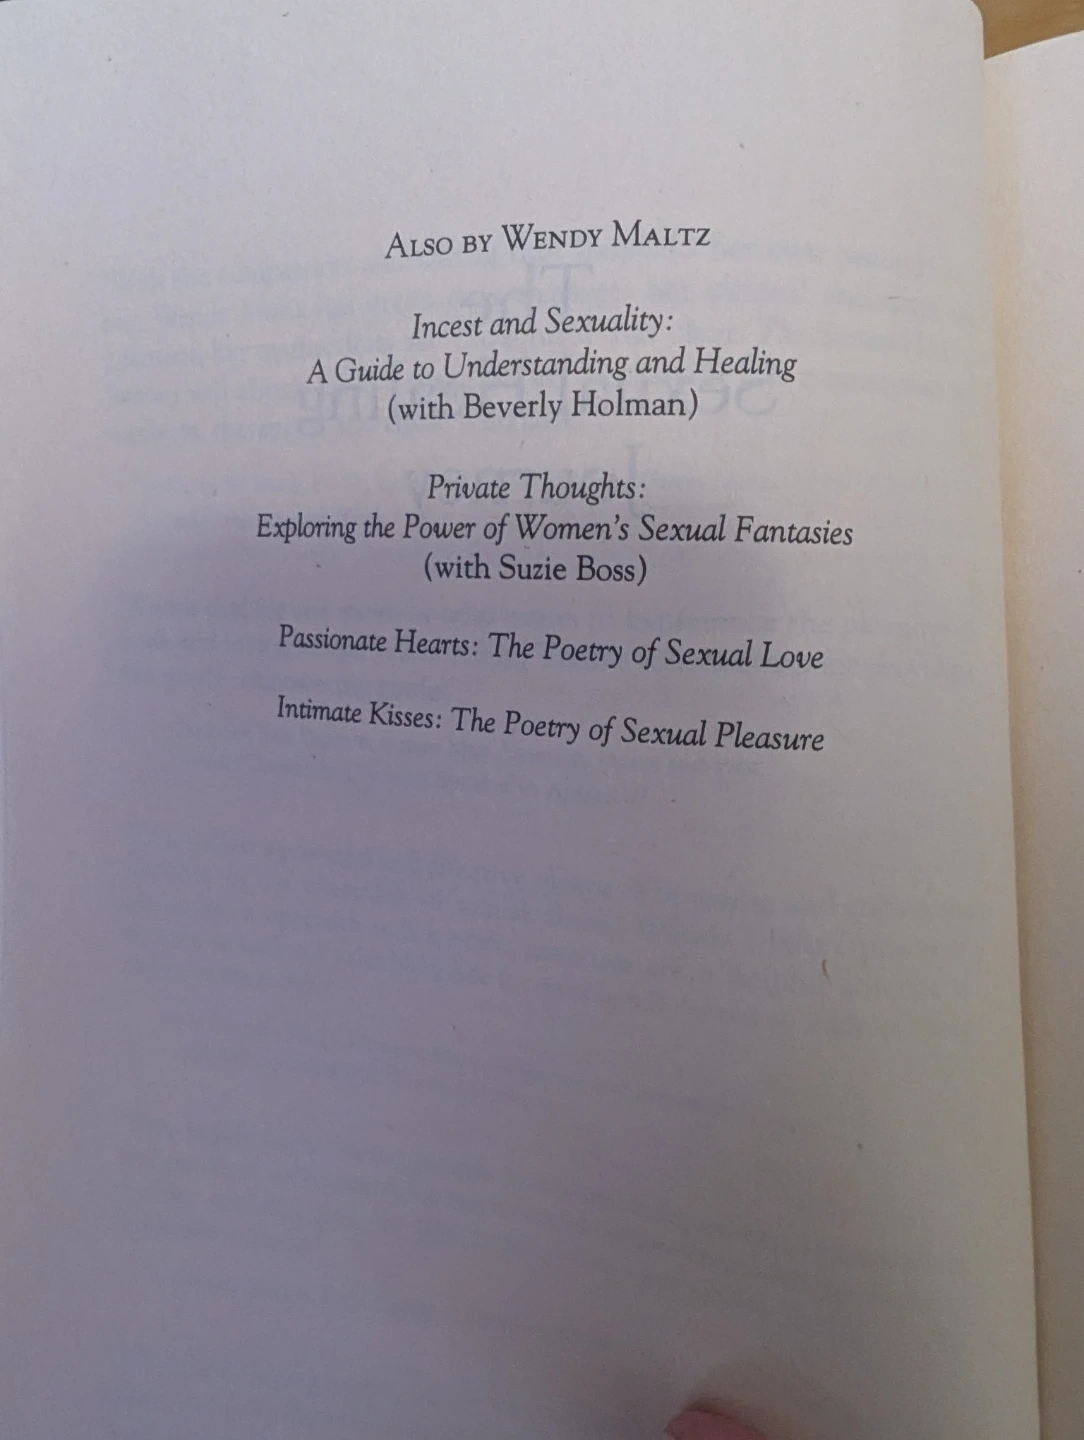 ALSO BY WENDY MALTZ
Incest and Sexuality:
A Guide to Understanding and Healing
(with Beverly Holman)
Private Thoughts:
Exploring the Power of Women's Sexual Fantasies
(with Suzie Boss)
Passionate Hearts: The Poetry of Sexual Love
Intimate Kisses: The Poetry of Sexual Pleasure